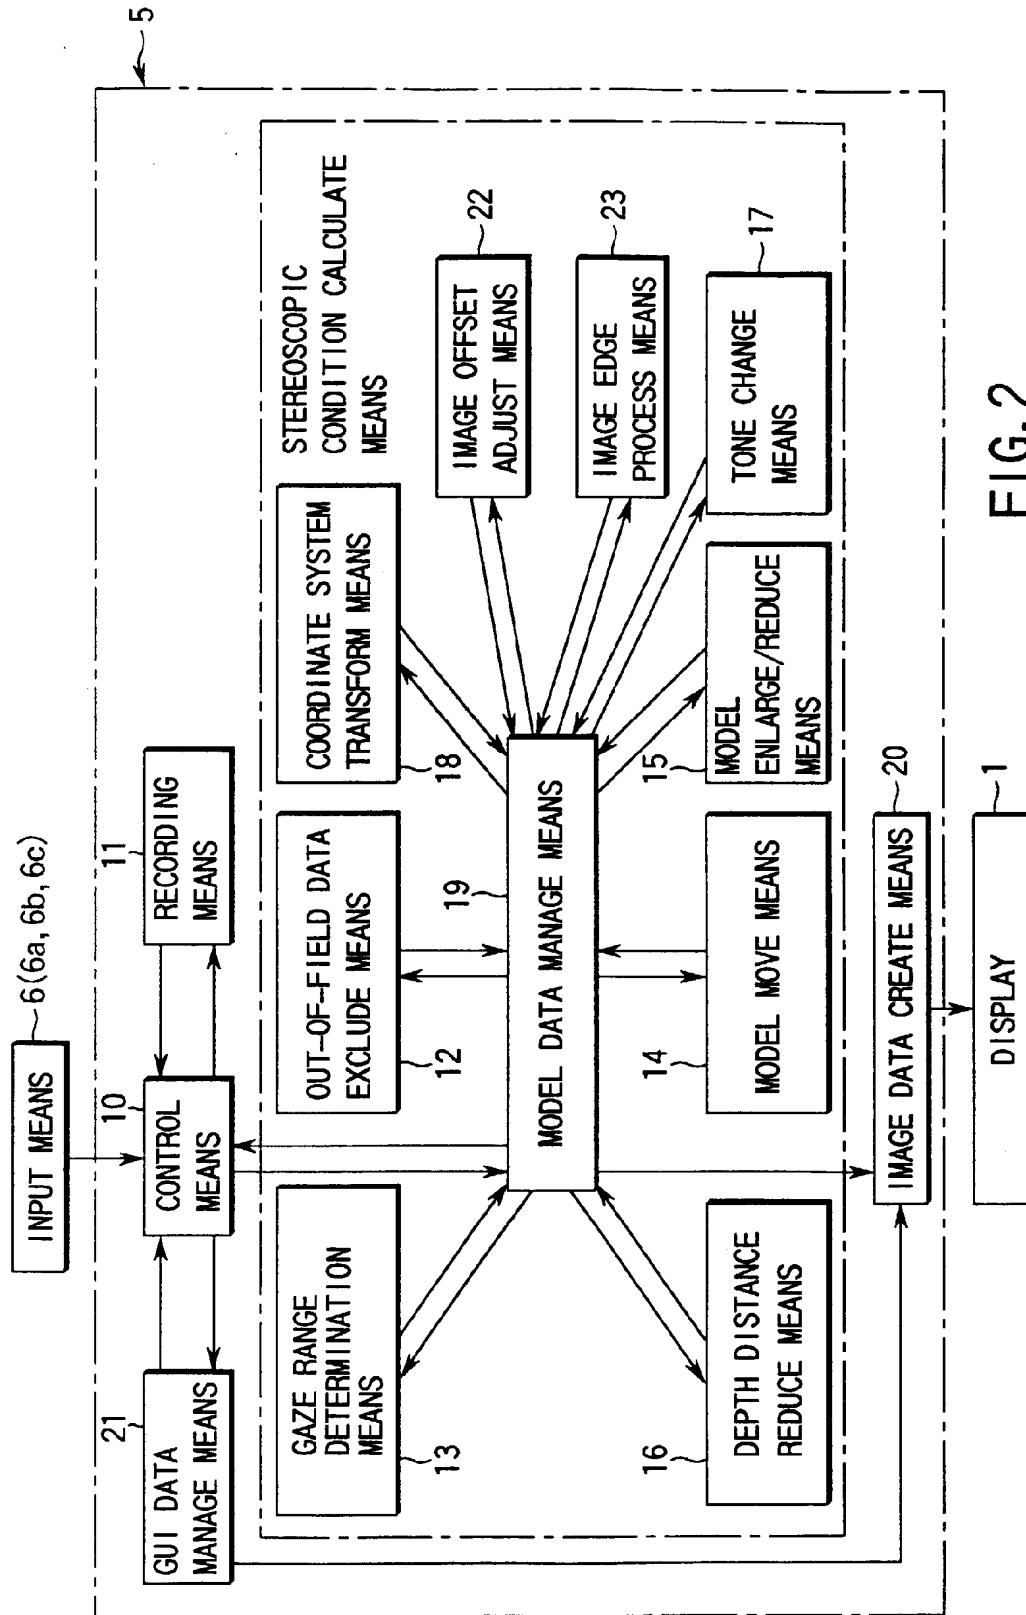 5
INPUT MEANS
6(6a, 6b, 6c)
21
GUI DATA
MANAGE MEANS
10
CONTROL
MEANS
11
RECORDING
MEANS
STEREOSCOPIC
CONDITION CALCULATE
MEANS
GAZE RANGE
DETERMINATION
MEANS
13
OUT-OF-FIELD DATA
EXCLUDE MEANS
12
COORDINATE SYSTEM
TRANSFORM MEANS
18
IMAGE OFFSET
ADJUST MEANS
22
19
MODEL DATA MANAGE MEANS
IMAGE EDGE
PROCESS MEANS
23
16
DEPTH DISTANCE
REDUCE MEANS
14
MODEL MOVE MEANS
15
MODEL
ENLARGE/REDUCE
MEANS
TONE CHANGE
MEANS
17
IMAGE DATA CREATE MEANS
20
DISPLAY
1
FIG. 2